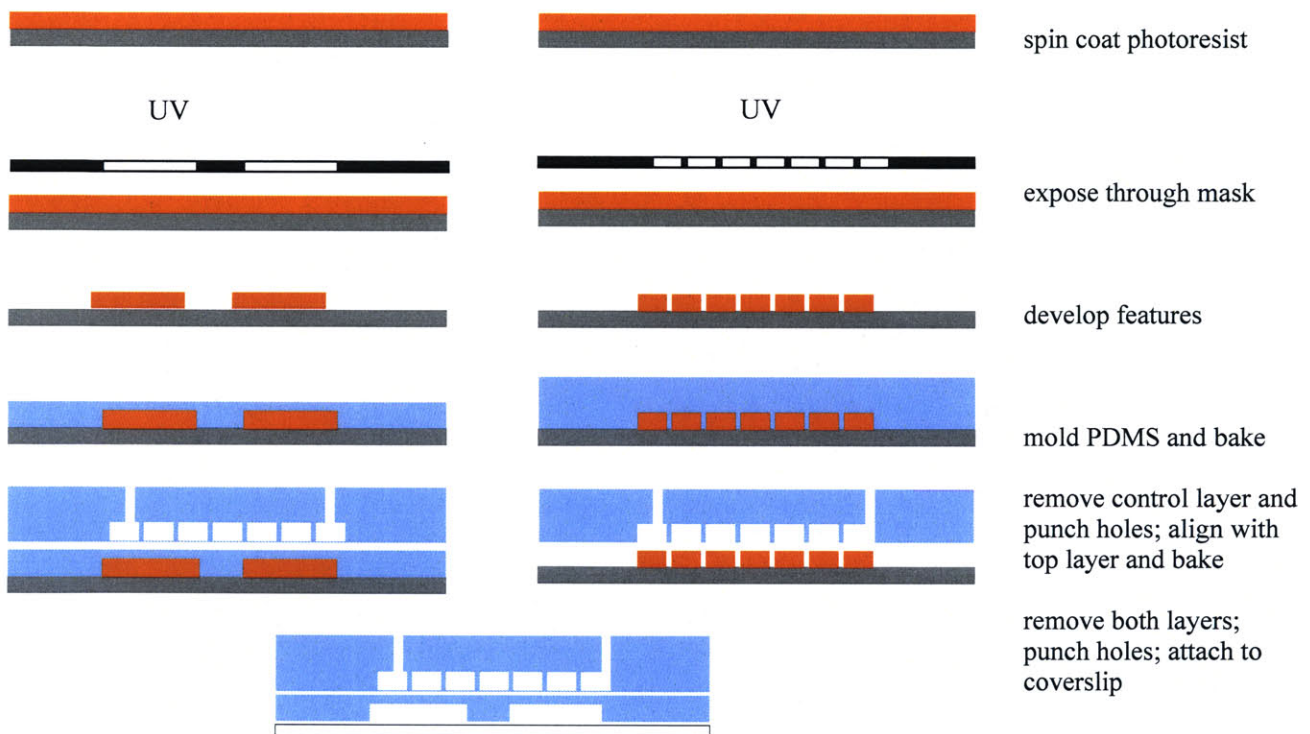 spin coat photoresist
UV
UV
expose through mask
develop features
mold PDMS and bake
remove control layer and
punch holes; align with
top layer and bake
remove both layers;
punch holes; attach to
coverslip